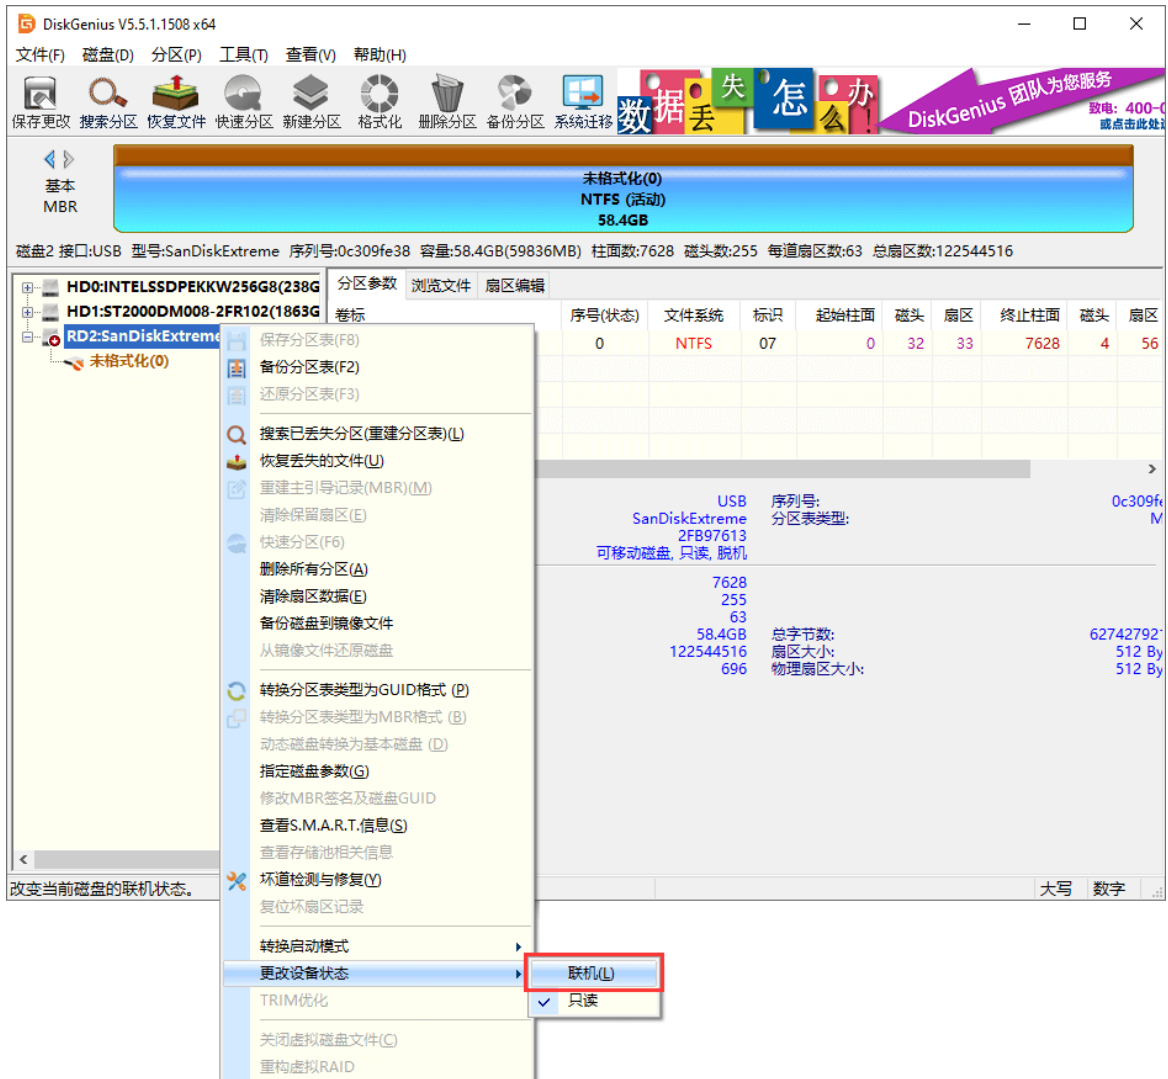 DiskGenius V5.5.1.1508 x64
文件(F) 磁盘(D) 分区(P) 工具(T) 查看(V) 帮助(H)
保存更改 搜索分区 恢复文件 快速分区 新建分区 格式化 删除分区 备份分区 系统迁移
数据丢失怎么办!
DiskGenius 团队为您服务
致电: 400-0
或点击此处
基本
MBR
未格式化(0)
NTFS (活动)
58.4GB
磁盘2 接口:USB 型号:SanDiskExtreme 序列号:0c309fe38 容量:58.4GB(59836MB) 柱面数:7628 磁头数:255 每道扇区数:63 总扇区数:122544516
HD0:INTELSSDPEKKW256G8(238G
HD1:ST2000DM008-2FR102(1863G
RD2:SanDiskExtreme
未格式化(0)
分区参数 浏览文件 扇区编辑
卷标 序号(状态) 文件系统 标识 起始柱面 磁头 扇区 终止柱面 磁头 扇区
0 NTFS 07 0 32 33 7628 4 56
USB 序列号: 0c309fe
SanDiskExtreme 分区表类型: M
2FB97613
可移动磁盘, 只读, 脱机
7628
255
63
58.4GB 总字节数: 627427921
122544516 扇区大小: 512 By
696 物理扇区大小: 512 By
保存分区表(F8)
备份分区表(F2)
还原分区表(F3)
搜索已丢失分区(重建分区表)(L)
恢复丢失的文件(U)
重建主引导记录(MBR)(M)
清除保留扇区(E)
快速分区(F6)
删除所有分区(A)
清除扇区数据(E)
备份磁盘到镜像文件
从镜像文件还原磁盘
转换分区表类型为GUID格式 (P)
转换分区表类型为MBR格式 (B)
动态磁盘转换为基本磁盘 (D)
指定磁盘参数(G)
修改MBR签名及磁盘GUID
查看S.M.A.R.T.信息(S)
查看存储池相关信息
坏道检测与修复(Y)
复位坏扇区记录
转换启动模式
更改设备状态
TRIM优化
关闭虚拟磁盘文件(C)
重构虚拟RAID
联机(L)
只读
改变当前磁盘的联机状态。
大写 数字